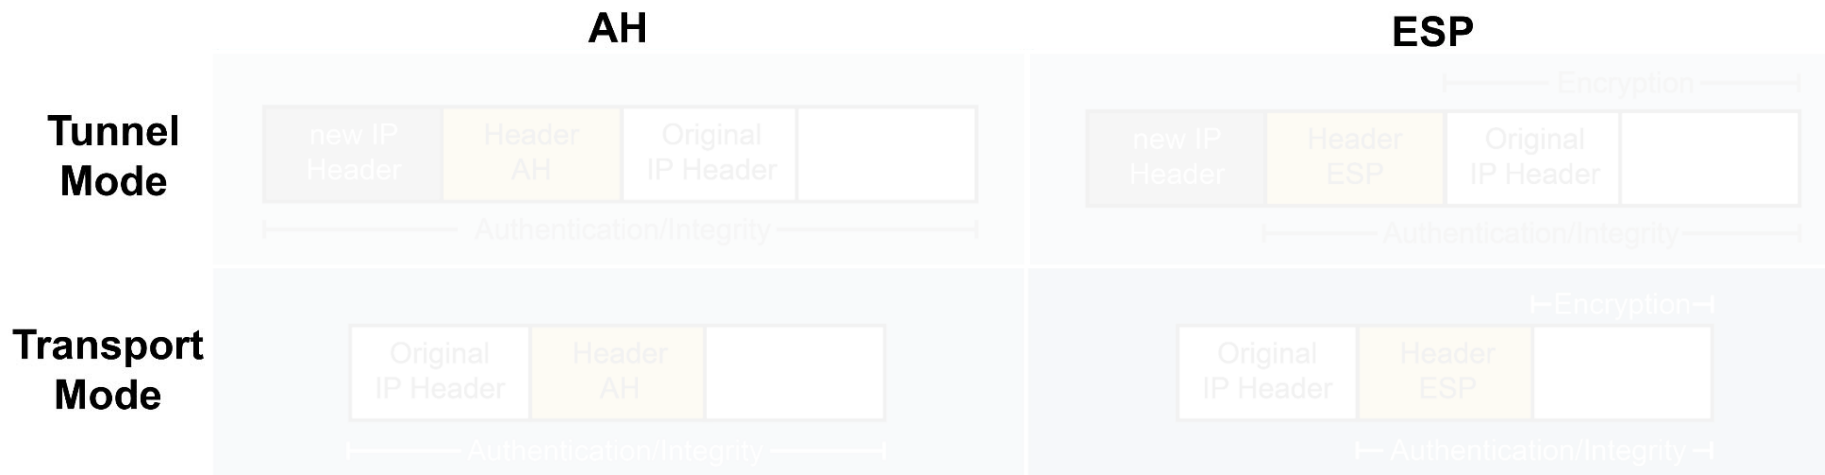 AH
ESP
Tunnel
Mode
new IP
Header
Header
AH
Original
IP Header
Authentication/Integrity
Encryption
new IP
Header
Header
ESP
Original
IP Header
Authentication/Integrity
Transport
Mode
Original
IP Header
Header
AH
Authentication/Integrity
Encryption
Original
IP Header
Header
ESP
Authentication/Integrity